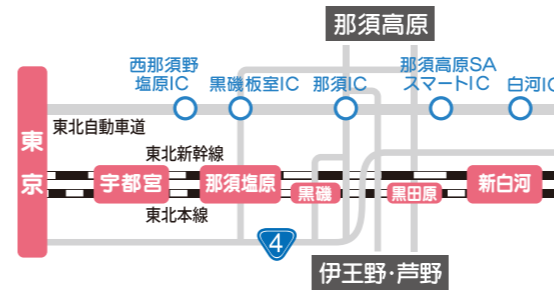 那須高原
西那須野
塩原IC
黒磯板室IC
那須IC
那須高原SA
スマートIC
白河IC
東北自動車道
東京
東北新幹線
宇都宮
那須塩原
黒磯
黒田原
新白河
東北本線
4
伊王野・芦野